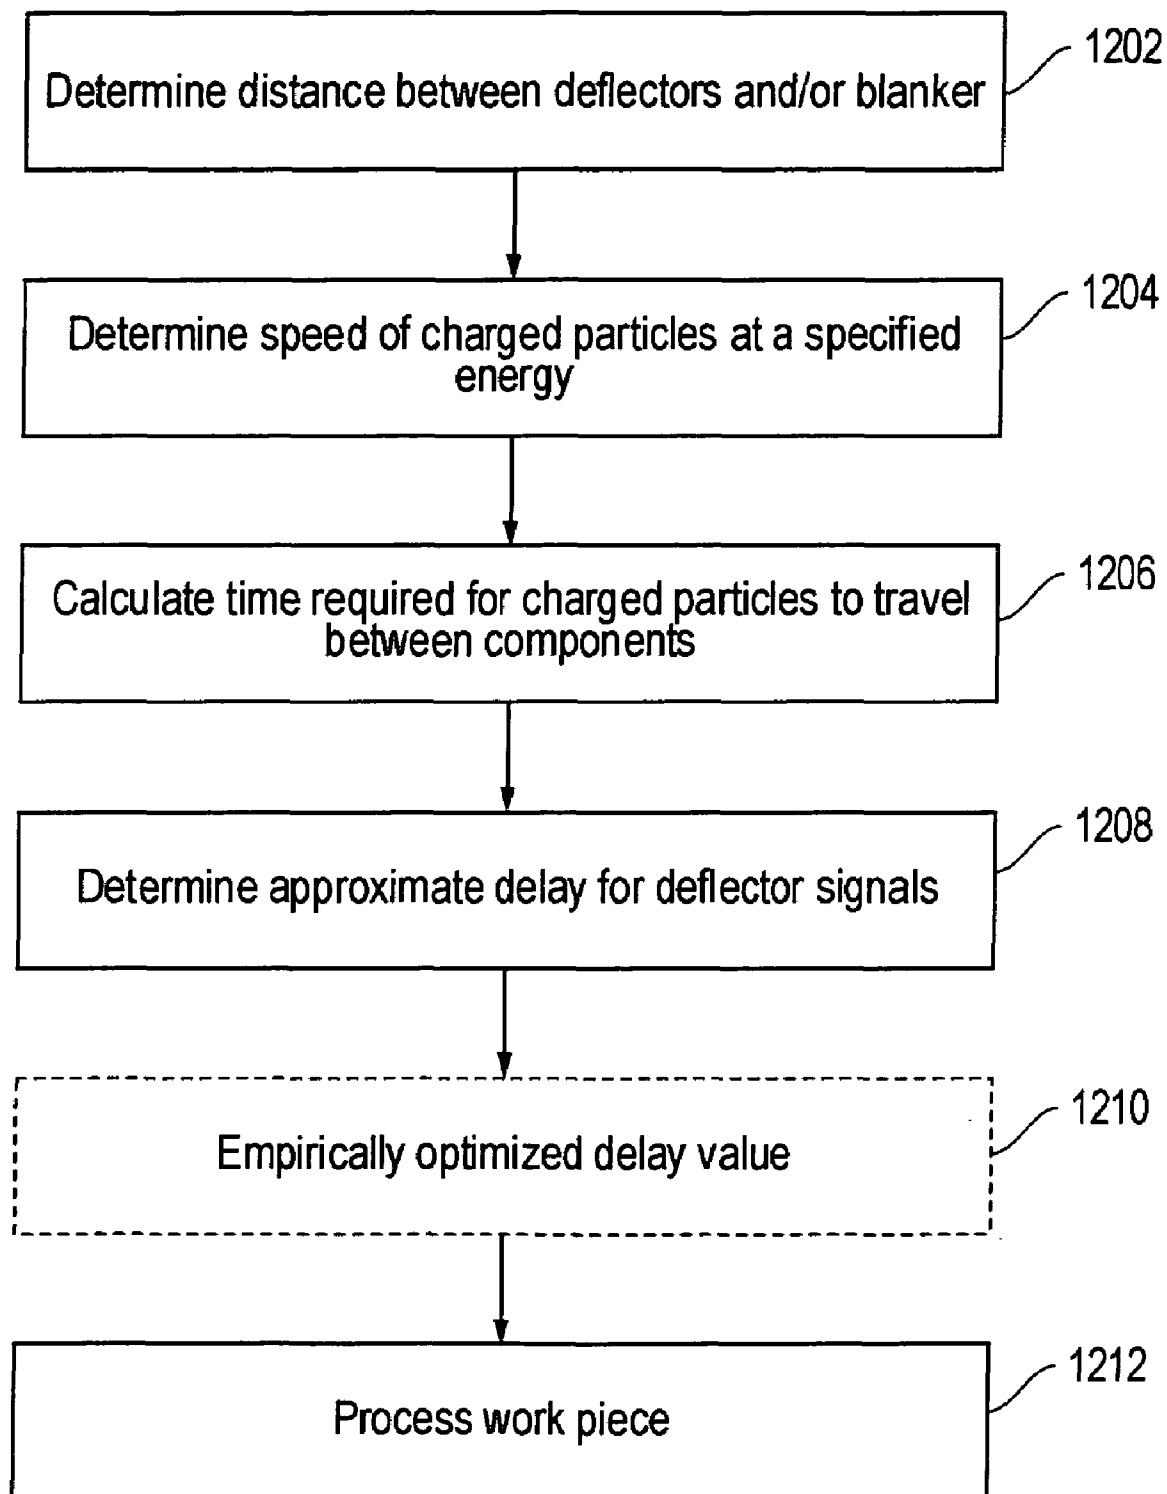 Determine distance between deflectors and/or blanker
1202
Determine speed of charged particles at a specified
energy
1204
Calculate time required for charged particles to travel
between components
1206
Determine approximate delay for deflector signals
1208
Empirically optimized delay value
1210
Process work piece
1212